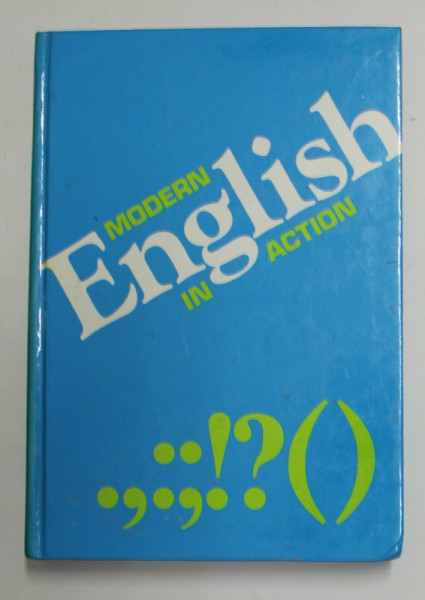 MODERN
English
IN ACTION
.,:;!?()